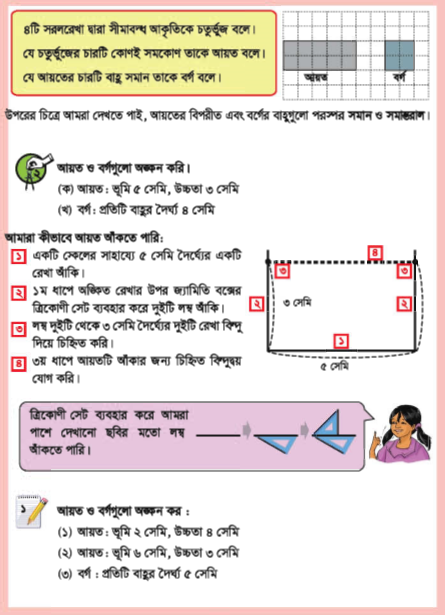 ৪টি সরলরেখা দ্বারা সীমাবদ্ধ আকৃতিকে চতুর্ভুজ বলে।
যে চতুর্ভুজের চারটি কোণই সমকোণ তাকে আয়ত বলে।
যে আয়তের চারটি বাহু সমান তাকে বর্গ বলে।
আয়ত
বর্গ
উপরের চিত্রে আমরা দেখতে পাই, আয়তের বিপরীত এবং বর্গের বাহুগুলো পরস্পর সমান ও সমান্তরাল।
২
আয়ত ও বর্গগুলো অঙ্কন করি।
(ক) আয়ত : ভূমি ৫ সেমি, উচ্চতা ৩ সেমি
(খ) বর্গ : প্রতিটি বাহুর দৈর্ঘ্য ৪ সেমি
আমারা কীভাবে আয়ত আঁকতে পারি:
১ একটি স্কেলের সাহায্যে ৫ সেমি দৈর্ঘ্যের একটি
রেখা আঁকি।
২ ১ম ধাপে অঙ্কিত রেখার উপর জ্যামিতি বক্সের
ত্রিকোণী সেট ব্যবহার করে দুইটি লম্ব আঁকি।
৩ লম্ব দুইটি থেকে ৩ সেমি দৈর্ঘ্যের দুইটি রেখা বিন্দু
দিয়ে চিহ্নিত করি।
৪ ৩য় ধাপে আয়তটি আঁকার জন্য চিহ্নিত বিন্দুদ্বয়
যোগ করি।
৪
৩
৩
২
৩ সেমি
২
১
৫ সেমি
ত্রিকোণী সেট ব্যবহার করে আমরা
পাশে দেখানো ছবির মতো লম্ব
আঁকতে পারি।
১
আয়ত ও বর্গগুলো অঙ্কন কর :
(১) আয়ত : ভূমি ২ সেমি, উচ্চতা ৪ সেমি
(২) আয়ত : ভূমি ৬ সেমি, উচ্চতা ৩ সেমি
(৩) বর্গ : প্রতিটি বাহুর দৈর্ঘ্য ৫ সেমি